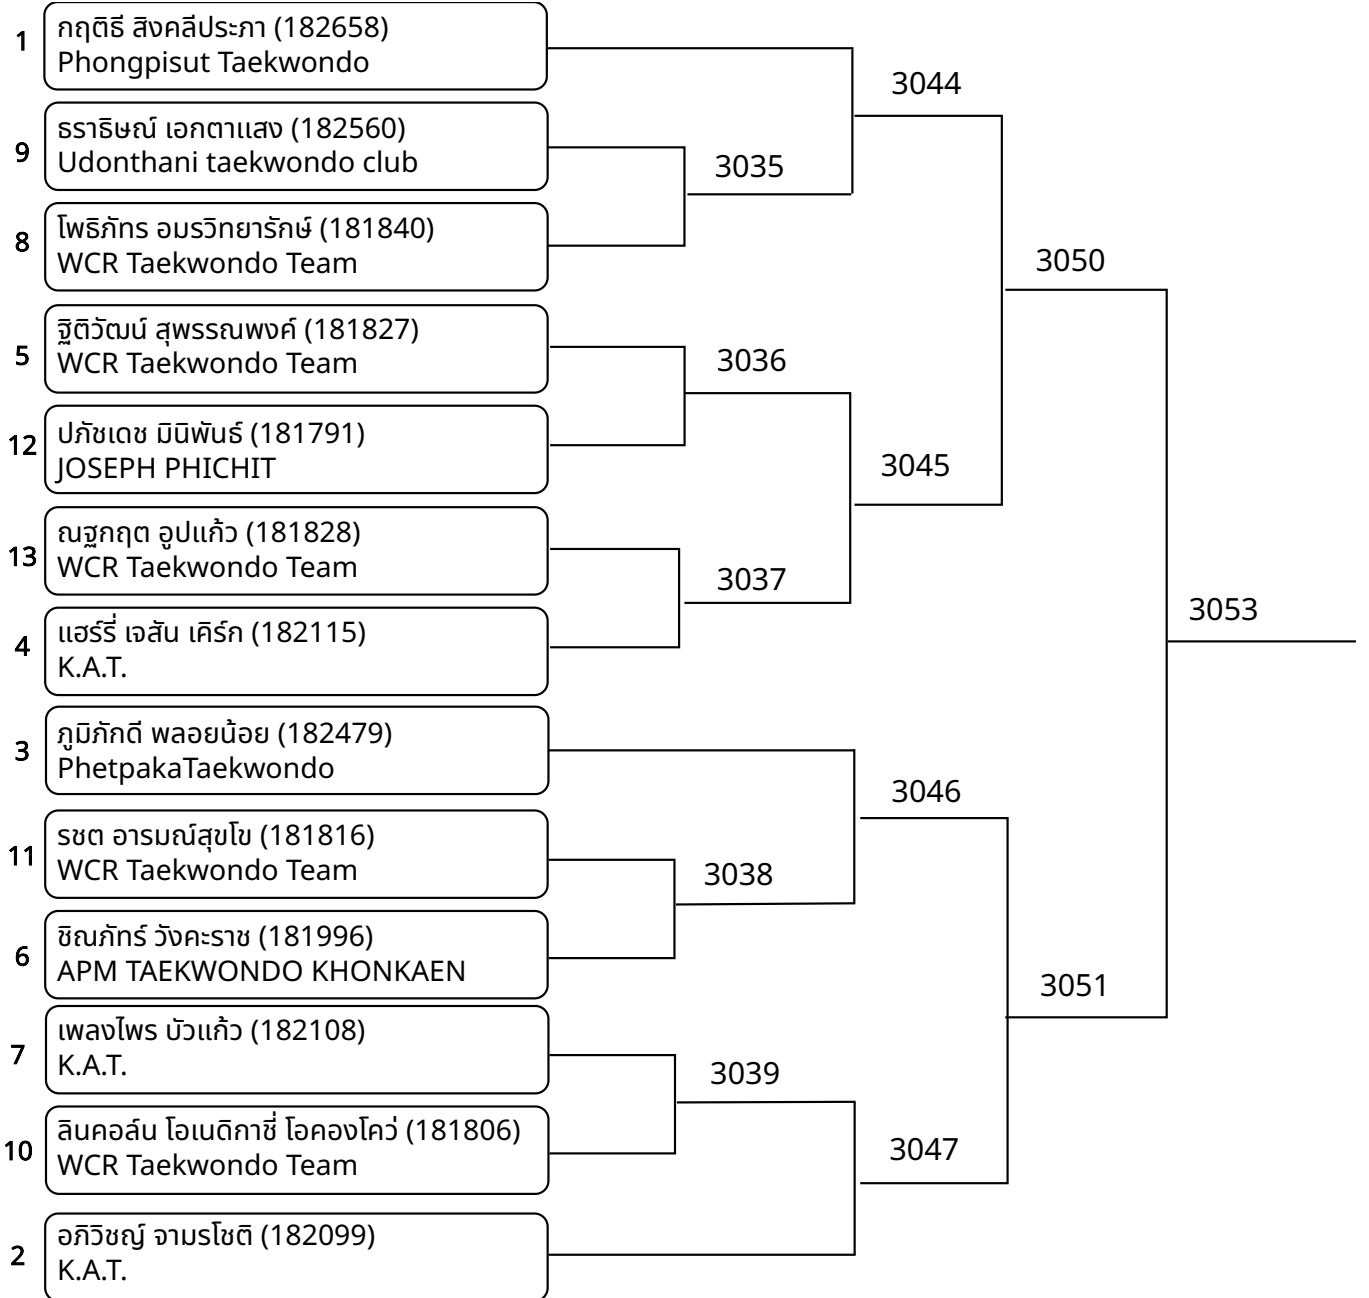 1
กฤติธี สิงคลีประภา (182658)
Phongpisut Taekwondo
3044
9
ธราธิษณ์ เอกตาแสง (182560)
Udonthani taekwondo club
3035
8
โพธิภัทร อมรวิทยารักษ์ (181840)
WCR Taekwondo Team
3050
5
ฐิติวัฒน์ สุพรรณพงค์ (181827)
WCR Taekwondo Team
3036
12
ปภัชเดช มินิพันธ์ (181791)
JOSEPH PHICHIT
3045
13
ณฐกฤต อูปแก้ว (181828)
WCR Taekwondo Team
3037
4
แฮร์รี่ เจสัน เคิร์ก (182115)
K.A.T.
3053
3
ภูมิภักดี พลอยน้อย (182479)
PhetpakaTaekwondo
3046
11
รชต อารมณ์สุขโข (181816)
WCR Taekwondo Team
3038
6
ชิณภัทร์ วังคะราช (181996)
APM TAEKWONDO KHONKAEN
3051
7
เพลงไพร บัวแก้ว (182108)
K.A.T.
3039
10
ลินคอล์น โอเนดิกาชี่ โอคองโคว่ (181806)
WCR Taekwondo Team
3047
2
อภิวิชญ์ จามรโชติ (182099)
K.A.T.